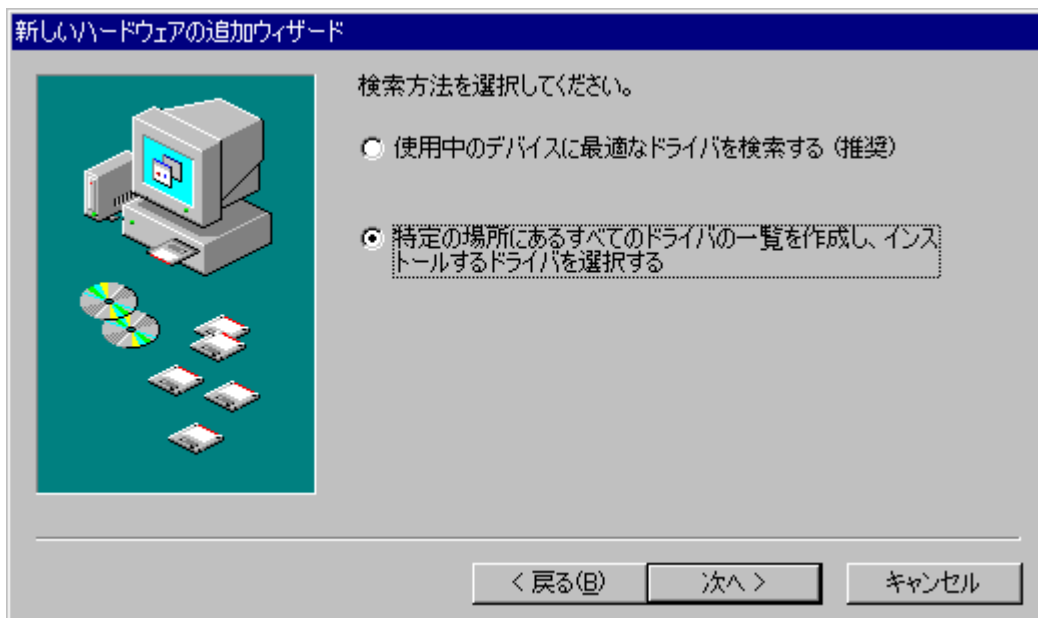 新しいハードウェアの追加ウィザード
検索方法を選択してください。
使用中のデバイスに最適なドライバを検索する (推奨)
特定の場所にあるすべてのドライバの一覧を作成し、インス
トールするドライバを選択する
< 戻る(B)
次へ >
キャンセル